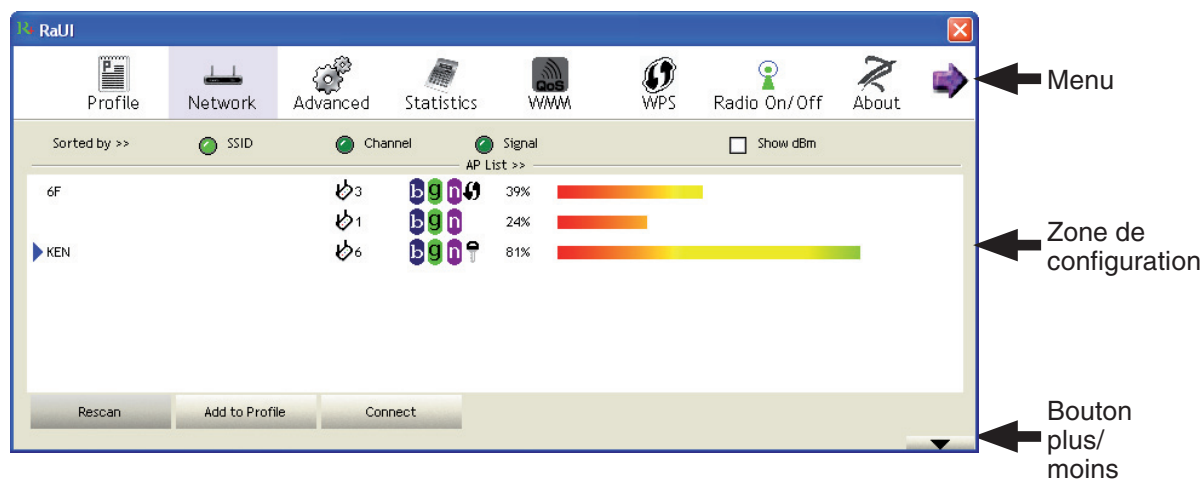 RaUI
Profile Network Advanced Statistics QoS WMM WPS Radio On/Off About
Menu
Sorted by >> SSID Channel Signal Show dBm
AP List >>
6F 3 b g n 39%
1 b g n 24%
KEN 6 b g n 81%
Zone de
configuration
Rescan Add to Profile Connect
Bouton
plus/
moins